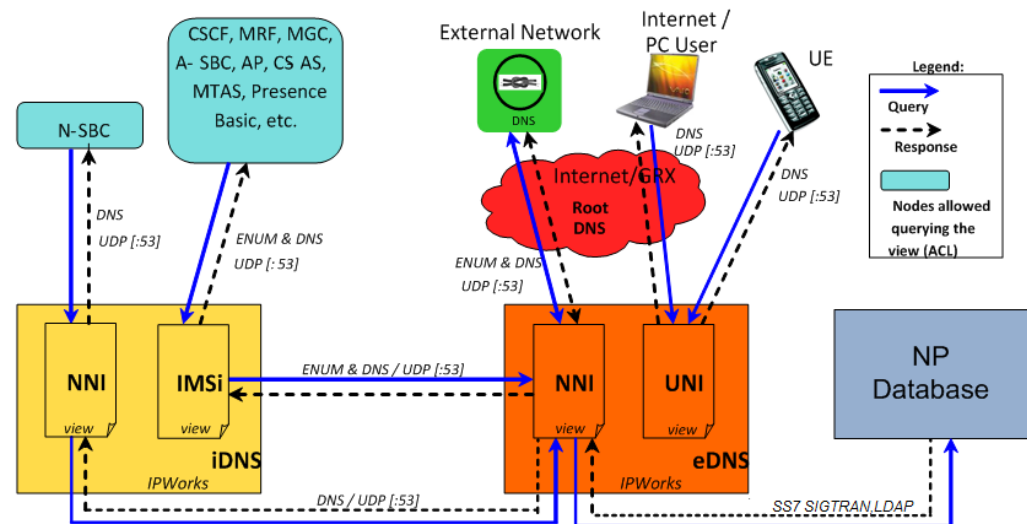 CSCF, MRF, MGC,
A- SBC, AP, CS AS,
MTAS, Presence
Basic, etc.
N-SBC
External Network
DNS
Internet /
PC User
UE
Legend:
Query
Response
Nodes allowed
querying the
view (ACL)
DNS
UDP [:53]
ENUM & DNS
UDP [: 53]
Internet/GRX
Root
DNS
ENUM & DNS
UDP [:53]
DNS
UDP [:53]
DNS
UDP [:53]
NNI
view
IMSi
view
iDNS
IPWorks
ENUM & DNS / UDP [:53]
NNI
view
UNI
view
eDNS
IPWorks
NP
Database
DNS / UDP [:53]
SS7 SIGTRAN,LDAP